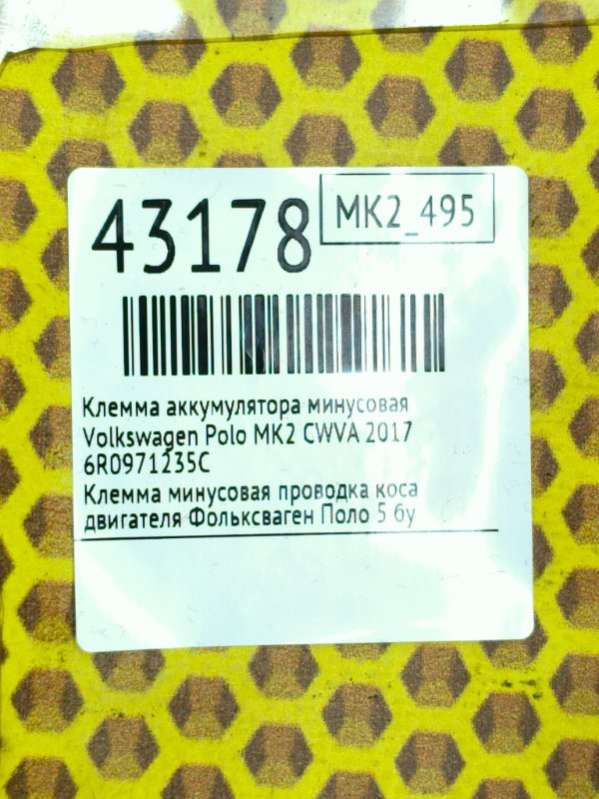 43178
MK2_495
Клемма аккумулятора минусовая
Volkswagen Polo MK2 CWVA 2017
6R0971235C
Клемма минусовая проводка коса
двигателя Фольксваген Поло 5 бу